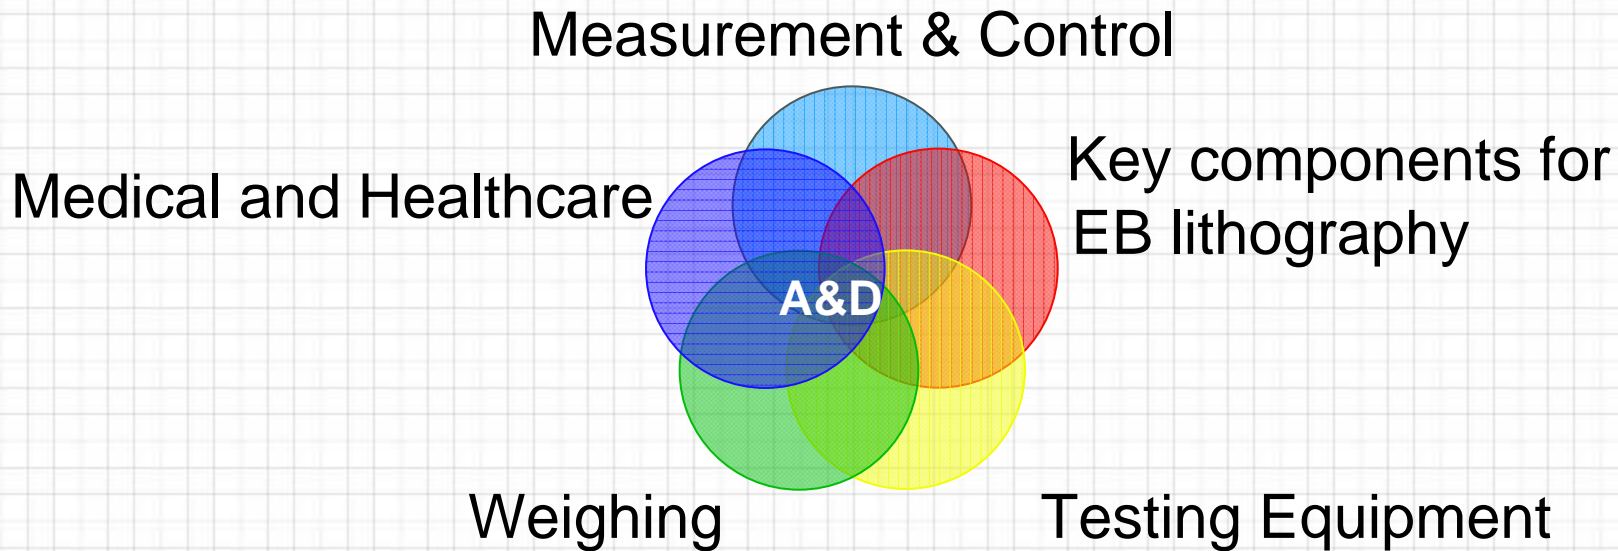 Measurement & Control
Key components for
EB lithography
Medical and Healthcare
A&D
Weighing
Testing Equipment